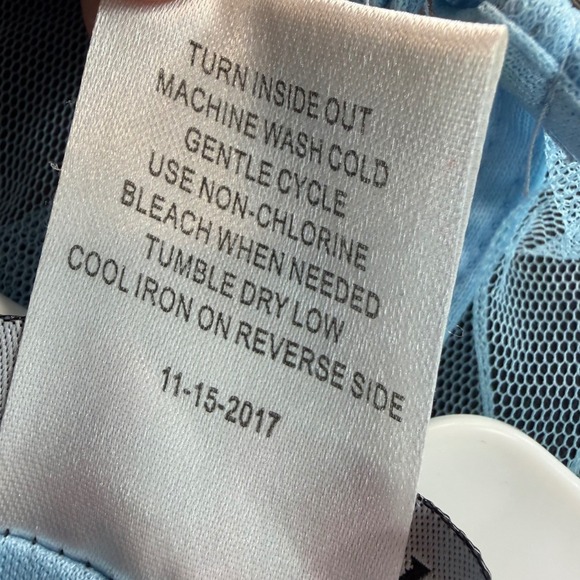 TURN INSIDE OUT
MACHINE WASH COLD
GENTLE CYCLE
USE NON-CHLORINE
BLEACH WHEN NEEDED
TUMBLE DRY LOW
COOL IRON ON REVERSE SIDE
11-15-2017